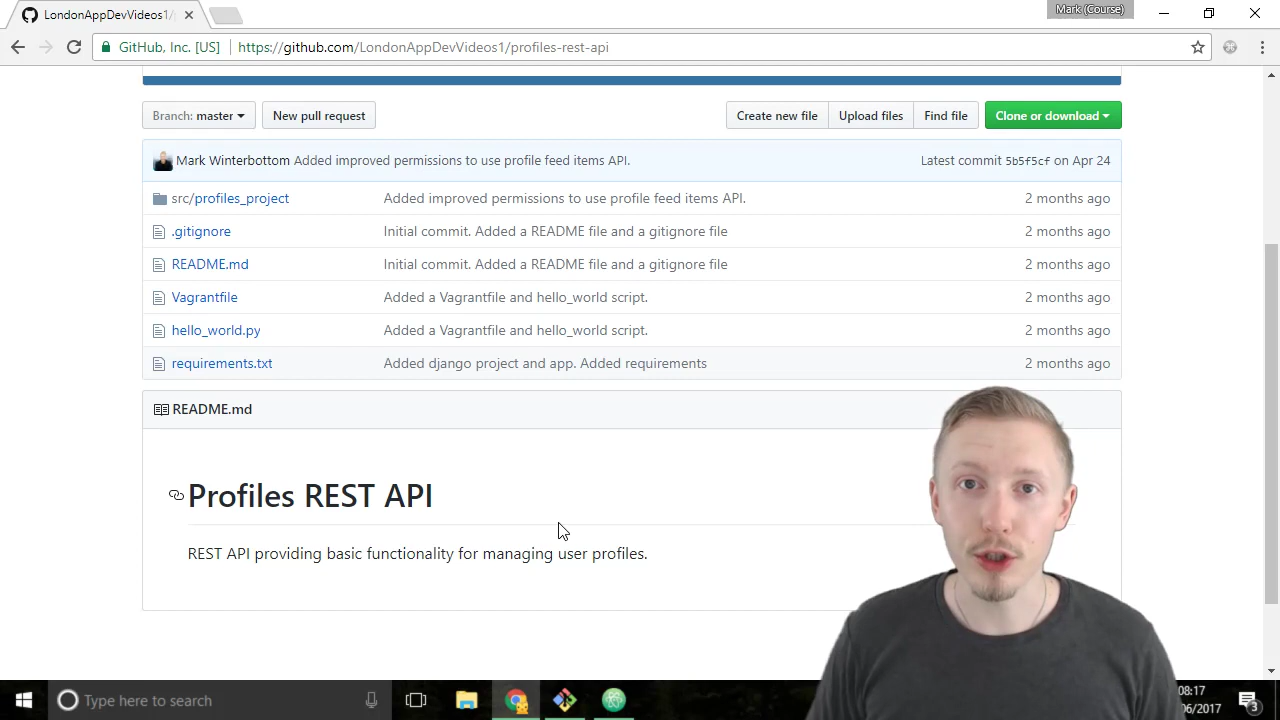 LondonAppDevVideos1/
Mark (Course)
GitHub, Inc. [US] https://github.com/LondonAppDevVideos1/profiles-rest-api
Branch: master New pull request Create new file Upload files Find file Clone or download
Mark Winterbottom Added improved permissions to use profile feed items API. Latest commit 5b5f5cf on Apr 24
src/profiles_project Added improved permissions to use profile feed items API. 2 months ago
.gitignore Initial commit. Added a README file and a gitignore file 2 months ago
README.md Initial commit. Added a README file and a gitignore file 2 months ago
Vagrantfile Added a Vagrantfile and hello_world script. 2 months ago
hello_world.py Added a Vagrantfile and hello_world script. 2 months ago
requirements.txt Added django project and app. Added requirements 2 months ago
README.md
Profiles REST API
REST API providing basic functionality for managing user profiles.
Type here to search
08:17
06/2017
3